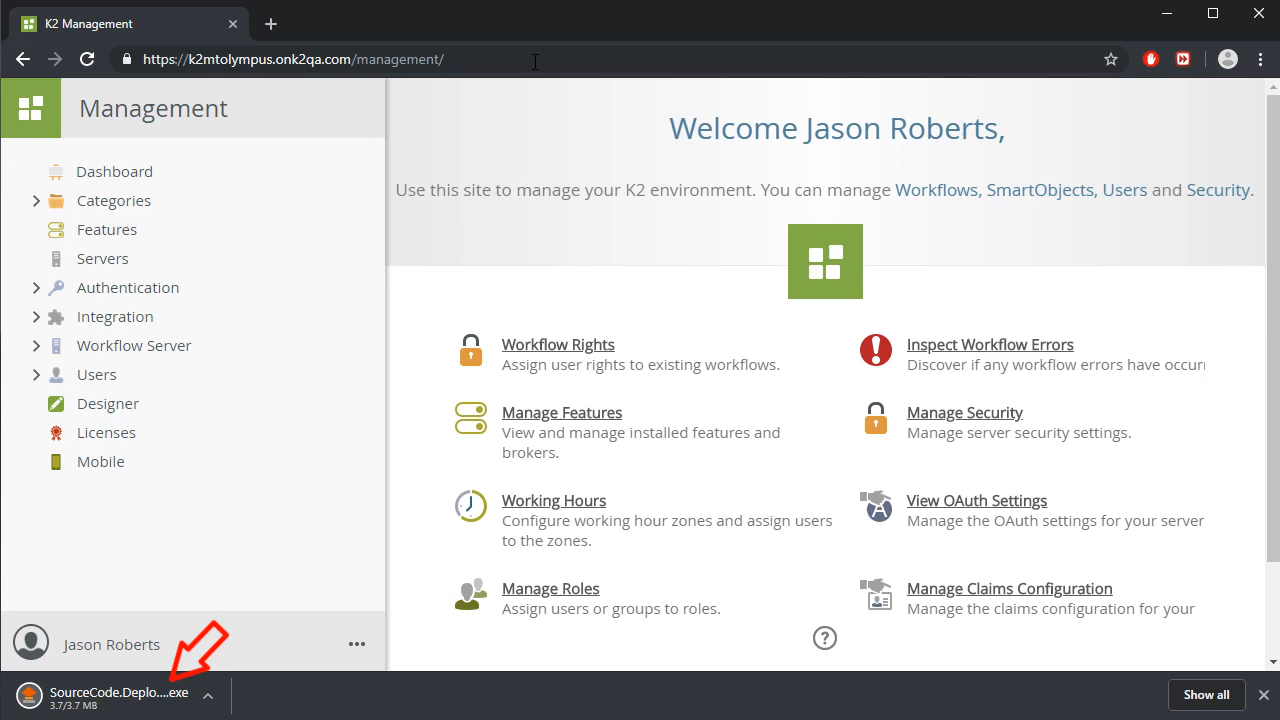 K2 Management
https://k2mtolympus.onk2qa.com/management/
Management
Dashboard
Categories
Features
Servers
Authentication
Integration
Workflow Server
Users
Designer
Licenses
Mobile
Jason Roberts
Welcome Jason Roberts,
Use this site to manage your K2 environment. You can manage Workflows, SmartObjects, Users and Security.
Workflow Rights
Assign user rights to existing workflows.
Inspect Workflow Errors
Discover if any workflow errors have occurr
Manage Features
View and manage installed features and
brokers.
Manage Security
Manage server security settings.
Working Hours
Configure working hour zones and assign users
to the zones.
View OAuth Settings
Manage the OAuth settings for your server
Manage Roles
Assign users or groups to roles.
Manage Claims Configuration
Manage the claims configuration for your
SourceCode.Deplo....exe
3.7/3.7 MB
Show all